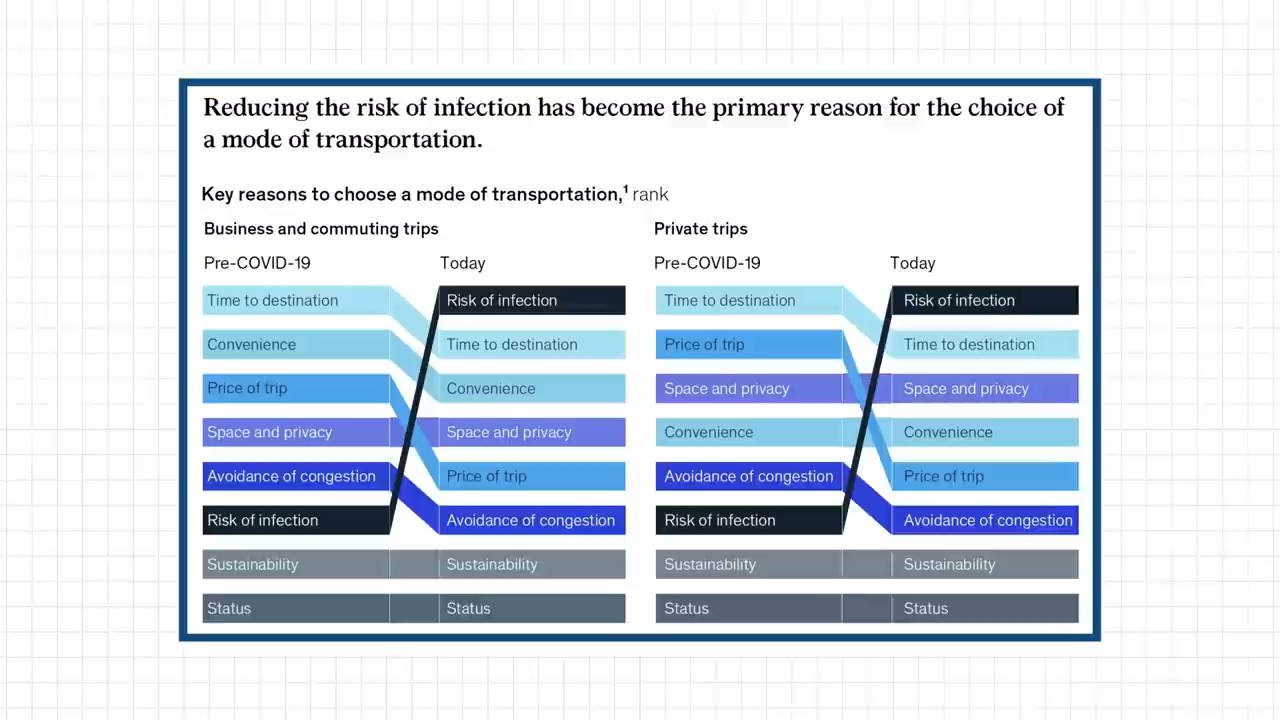 Reducing the risk of infection has become the primary reason for the choice of
a mode of transportation.
Key reasons to choose a mode of transportation,¹ rank
Business and commuting trips
Pre-COVID-19
Today
Time to destination
Convenience
Price of trip
Space and privacy
Avoidance of congestion
Risk of infection
Sustainability
Status
Risk of infection
Time to destination
Convenience
Space and privacy
Price of trip
Avoidance of congestion
Sustainability
Status
Private trips
Pre-COVID-19
Today
Time to destination
Price of trip
Space and privacy
Convenience
Avoidance of congestion
Risk of infection
Sustainability
Status
Risk of infection
Time to destination
Space and privacy
Convenience
Price of trip
Avoidance of congestion
Sustainability
Status